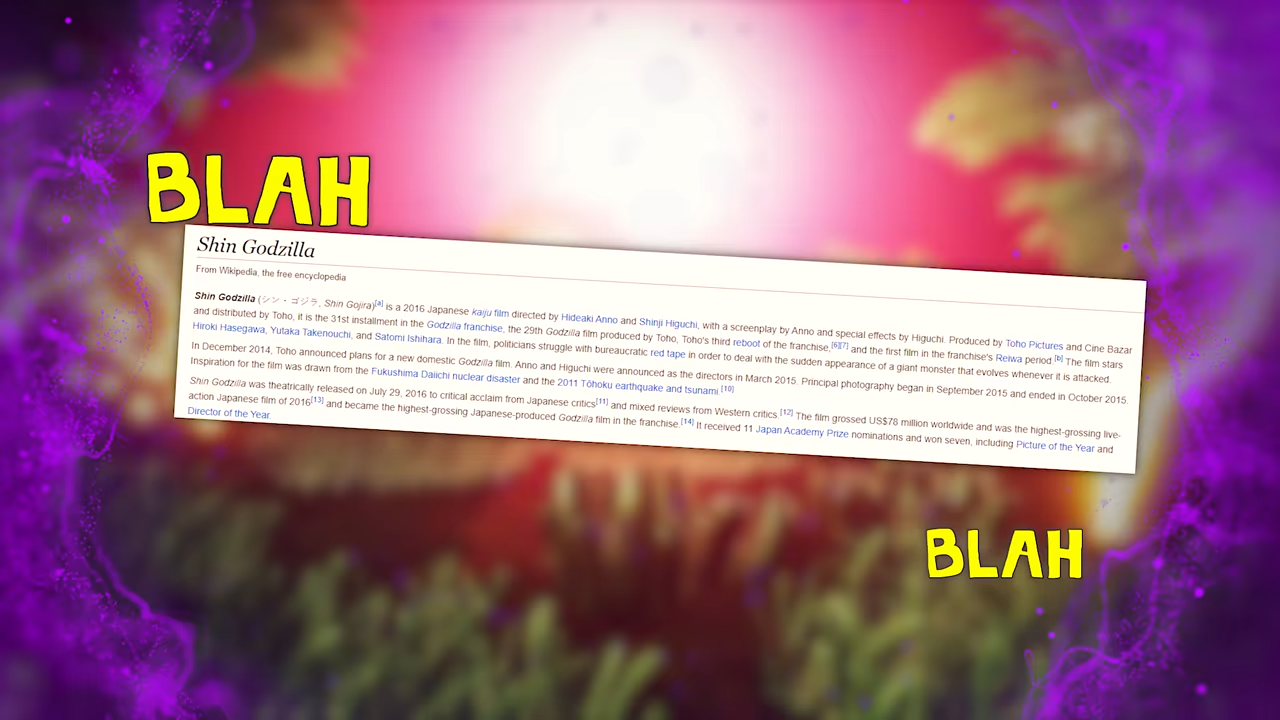 BLAH
Shin Godzilla
From Wikipedia, the free encyclopedia
Shin Godzilla (シン・ゴジラ, Shin Gojira)[a] is a 2016 Japanese kaiju film directed by Hideaki Anno and Shinji Higuchi, with a screenplay by Anno and special effects by Higuchi. Produced by Toho Pictures and Cine Bazar
and distributed by Toho, it is the 31st installment in the Godzilla franchise, the 29th Godzilla film produced by Toho, Toho's third reboot of the franchise,[6][7] and the first film in the franchise's Reiwa period.[b] The film stars
Hiroki Hasegawa, Yutaka Takenouchi, and Satomi Ishihara. In the film, politicians struggle with bureaucratic red tape in order to deal with the sudden appearance of a giant monster that evolves whenever it is attacked.
In December 2014, Toho announced plans for a new domestic Godzilla film. Anno and Higuchi were announced as the directors in March 2015. Principal photography began in September 2015 and ended in October 2015.
Inspiration for the film was drawn from the Fukushima Daiichi nuclear disaster and the 2011 Tōhoku earthquake and tsunami.[10]
Shin Godzilla was theatrically released on July 29, 2016 to critical acclaim from Japanese critics[11] and mixed reviews from Western critics.[12] The film grossed US$78 million worldwide and was the highest-grossing live-
action Japanese film of 2016[13] and became the highest-grossing Japanese-produced Godzilla film in the franchise.[14] It received 11 Japan Academy Prize nominations and won seven, including Picture of the Year and
Director of the Year.
BLAH